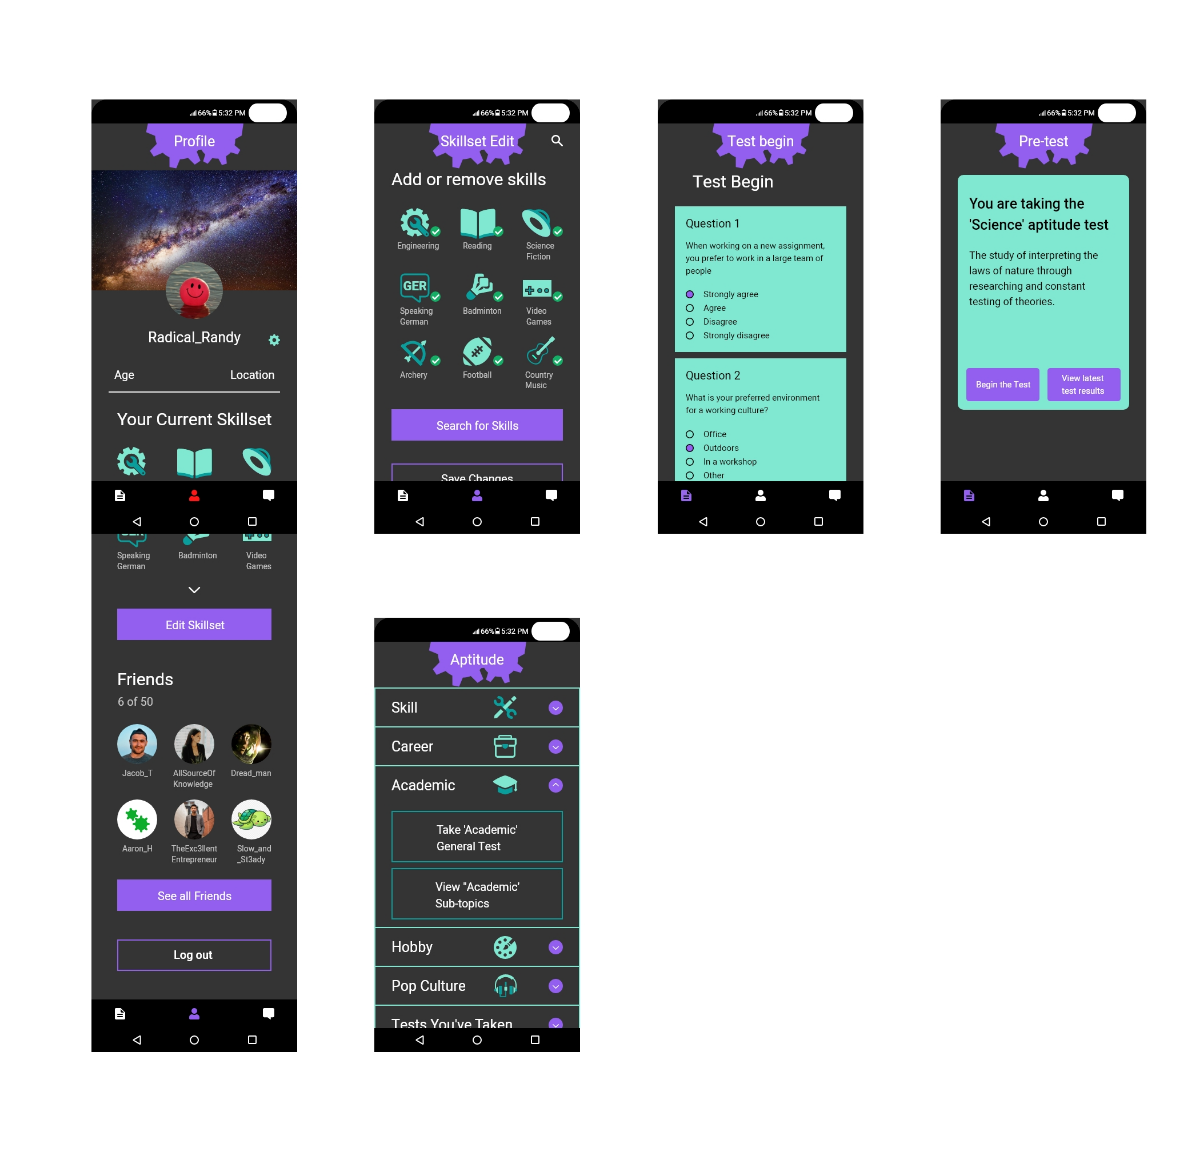 66% 5:32 PM
Profile
Radical_Randy
Age Location
Your Current Skillset
Speaking German
Badminton
Video Games
Edit Skillset
Friends
6 of 50
Jacob_T
AllSourceOf Knowledge
Dread_man
Aaron_H
TheExc3llent Entrepreneur
Slow_and _St3ady
See all Friends
Log out
66% 5:32 PM
Skillset Edit
Add or remove skills
Engineering
Reading
Science Fiction
GER
Speaking German
Badminton
Video Games
Archery
Football
Country Music
Search for Skills
Save Changes
66% 5:32 PM
Test begin
Test Begin
Question 1
When working on a new assignment,
you prefer to work in a large team of
people
Strongly agree
Agree
Disagree
Strongly disagree
Question 2
What is your preferred environment
for a working culture?
Office
Outdoors
In a workshop
Other
66% 5:32 PM
Pre-test
You are taking the
'Science' aptitude test
The study of interpreting the
laws of nature through
researching and constant
testing of theories.
Begin the Test
View latest
test results
66% 5:32 PM
Aptitude
Skill
Career
Academic
Take 'Academic'
General Test
View "Academic'
Sub-topics
Hobby
Pop Culture
Tests You've Taken